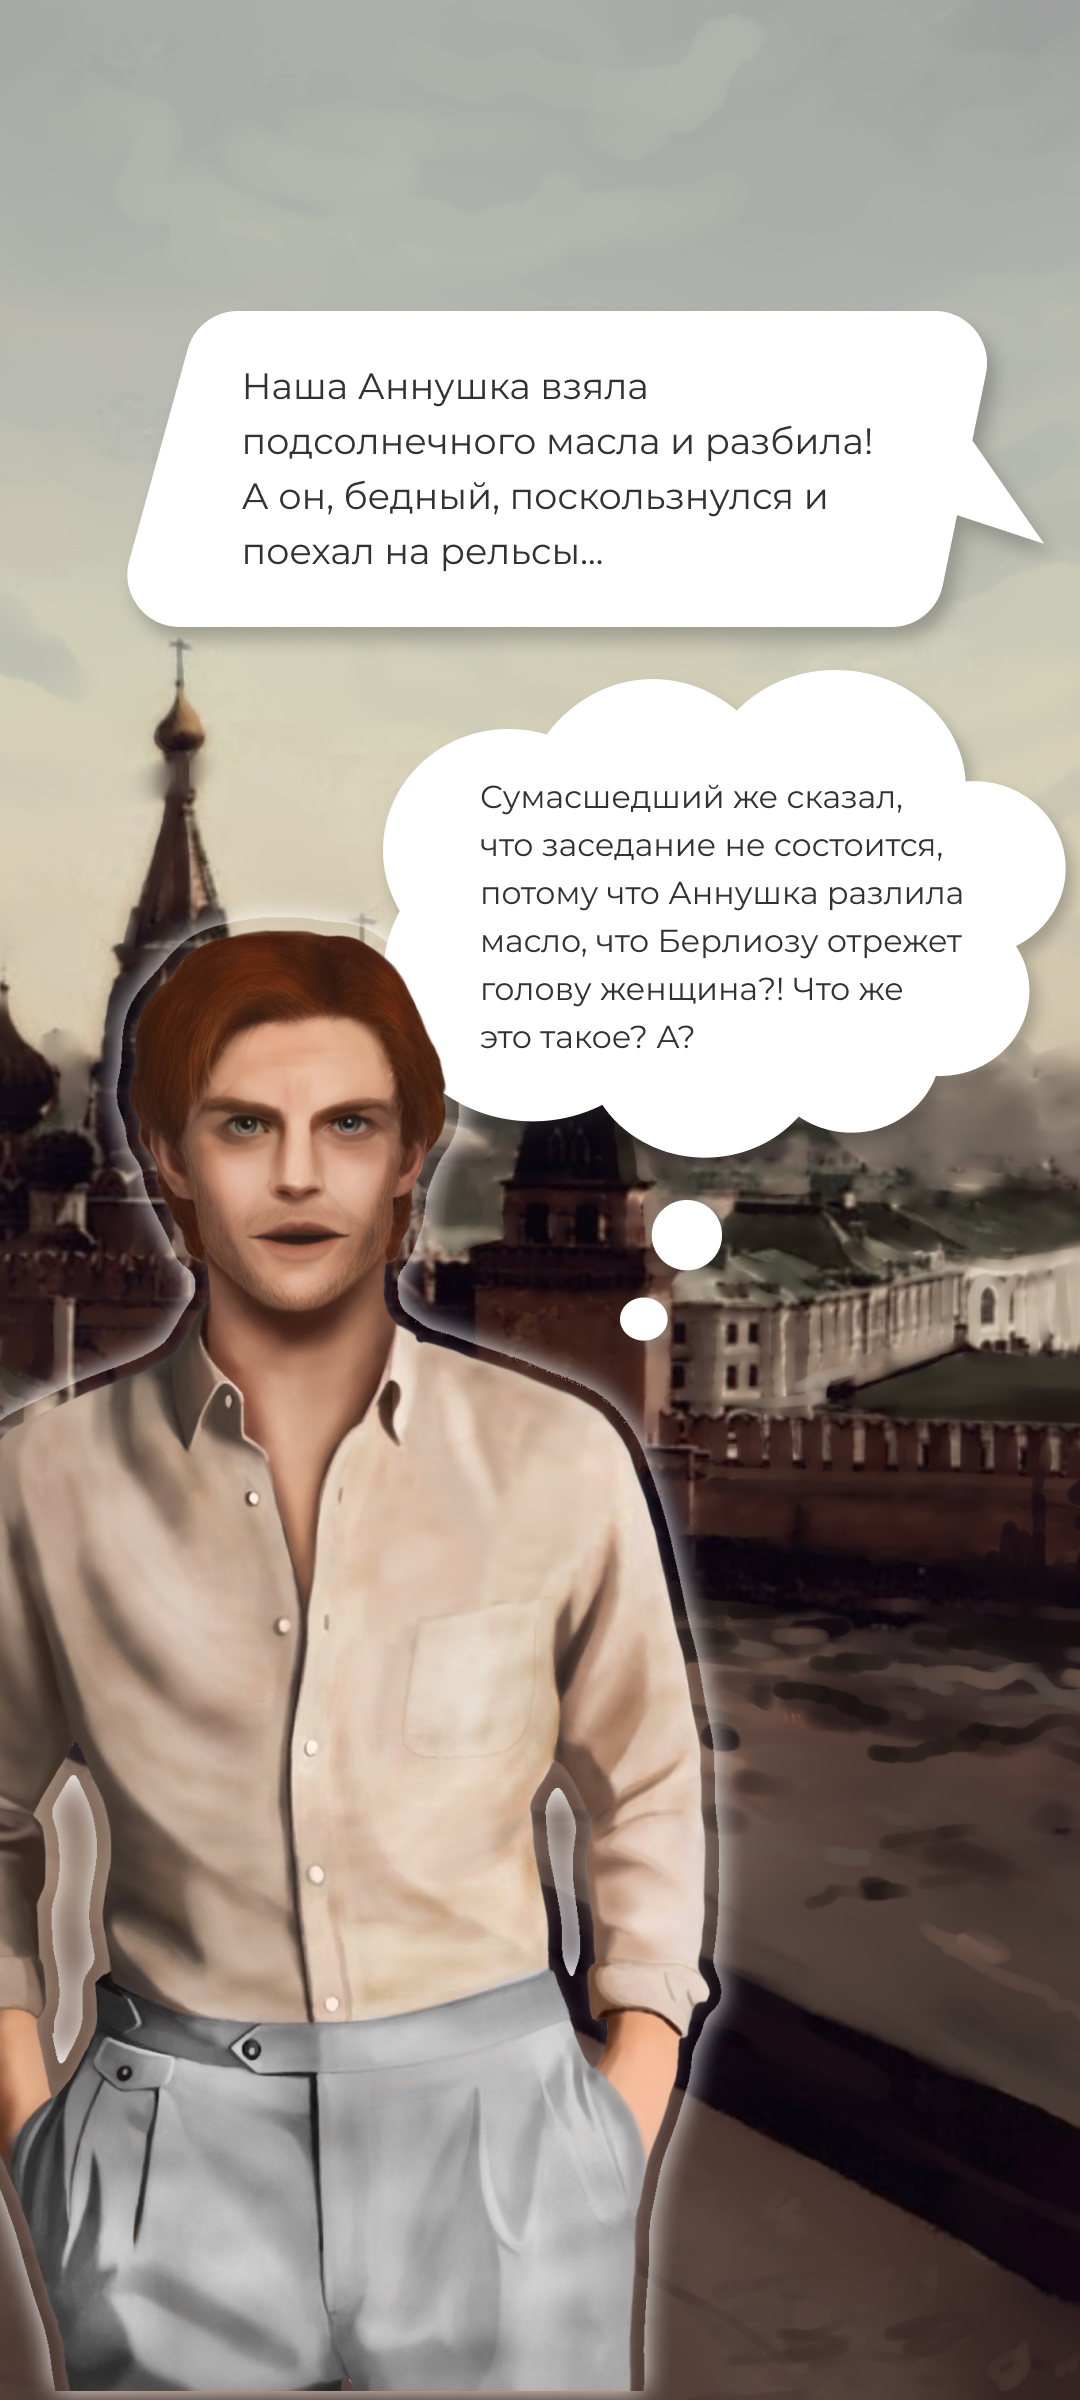 Наша Аннушка взяла
подсолнечного масла и разбила!
А он, бедный, поскользнулся и
поехал на рельсы...
Сумасшедший же сказал,
что заседание не состоится,
потому что Аннушка разлила
масло, что Берлиозу отрежет
голову женщина?! Что же
это такое? А?